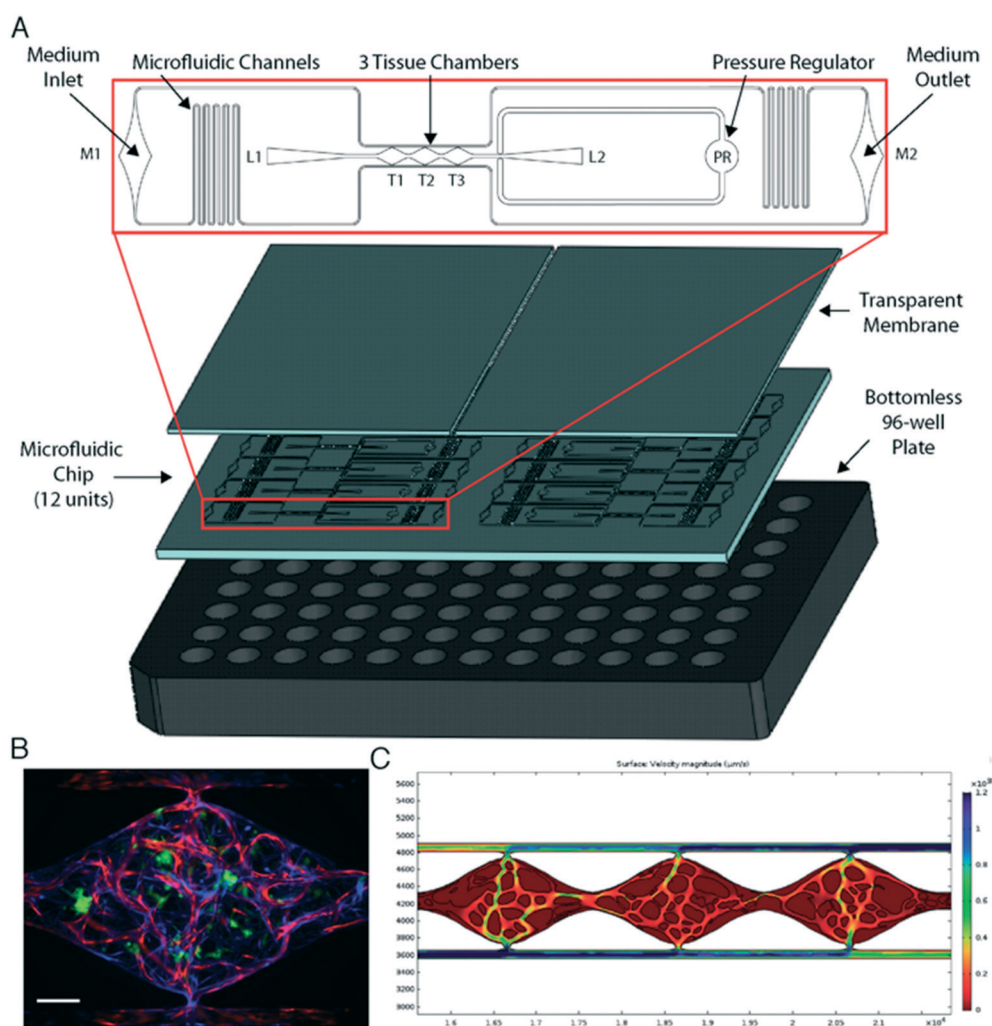 A
Medium
Inlet
Microfluidic Channels
3 Tissue Chambers
Pressure Regulator
Medium
Outlet
M1
L1
T1 T2 T3
L2
PR
M2
Transparent
Membrane
Bottomless
96-well
Plate
Microfluidic
Chip
(12 units)
B
C
Surface: Velocity magnitude (µm/s)
5600
5400
5200
5000
4800
4600
4400
4200
4000
3800
3600
3400
3200
3000
1.6 1.65 1.7 1.75 1.8 1.85 1.9 1.95 2 2.05 2.1
1.2
1
0.8
0.6
0.4
0.2
0